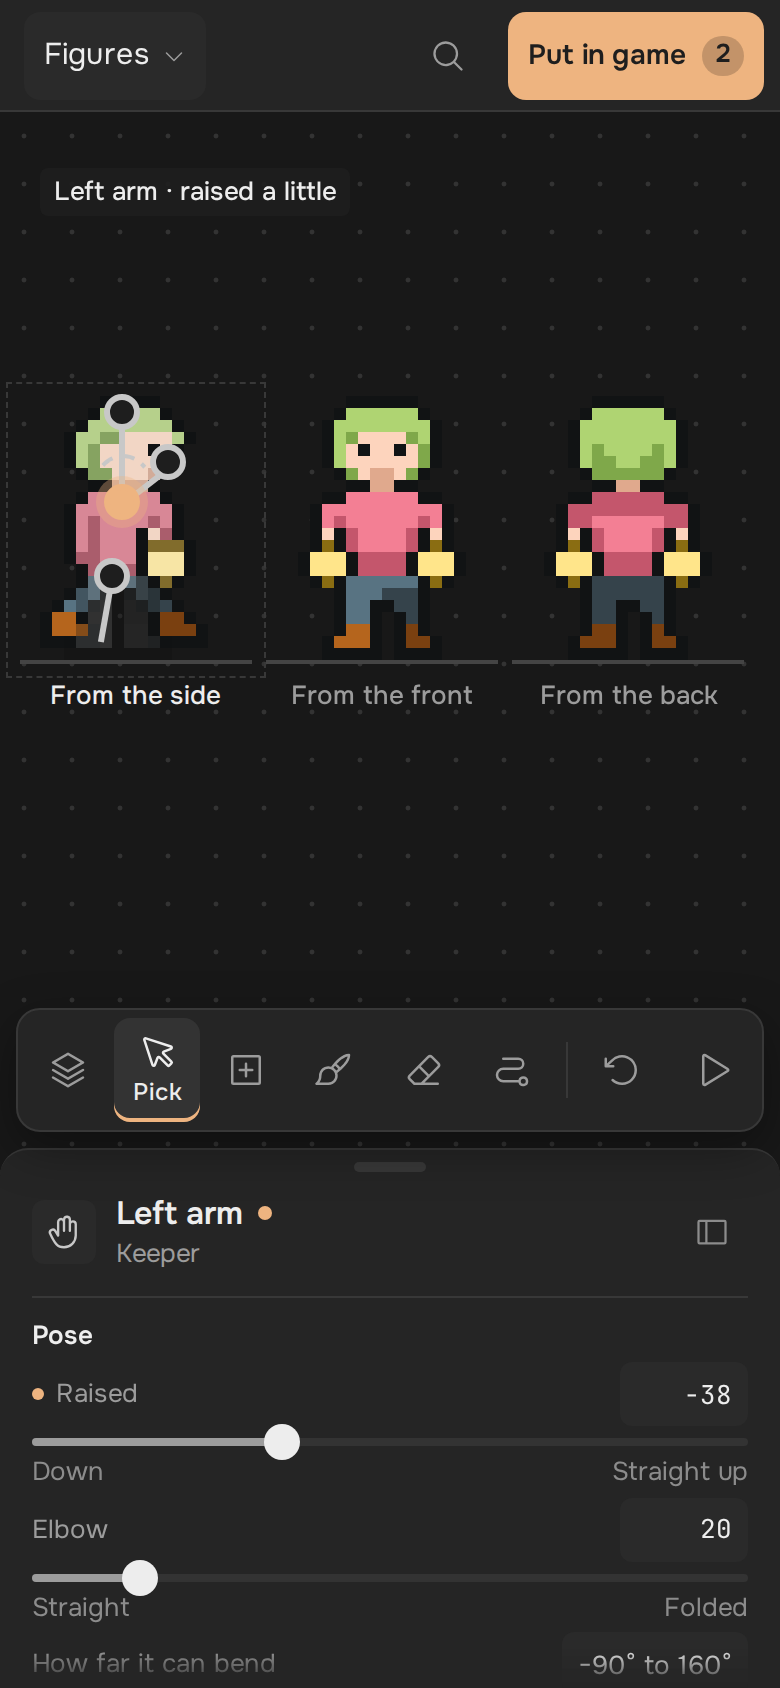 Figures
Put in game 2
Left arm · raised a little
From the side
From the front
From the back
Pick
Left arm
Keeper
Pose
Raised
-38
Down
Straight up
Elbow
20
Straight
Folded
How far it can bend
-90° to 160°